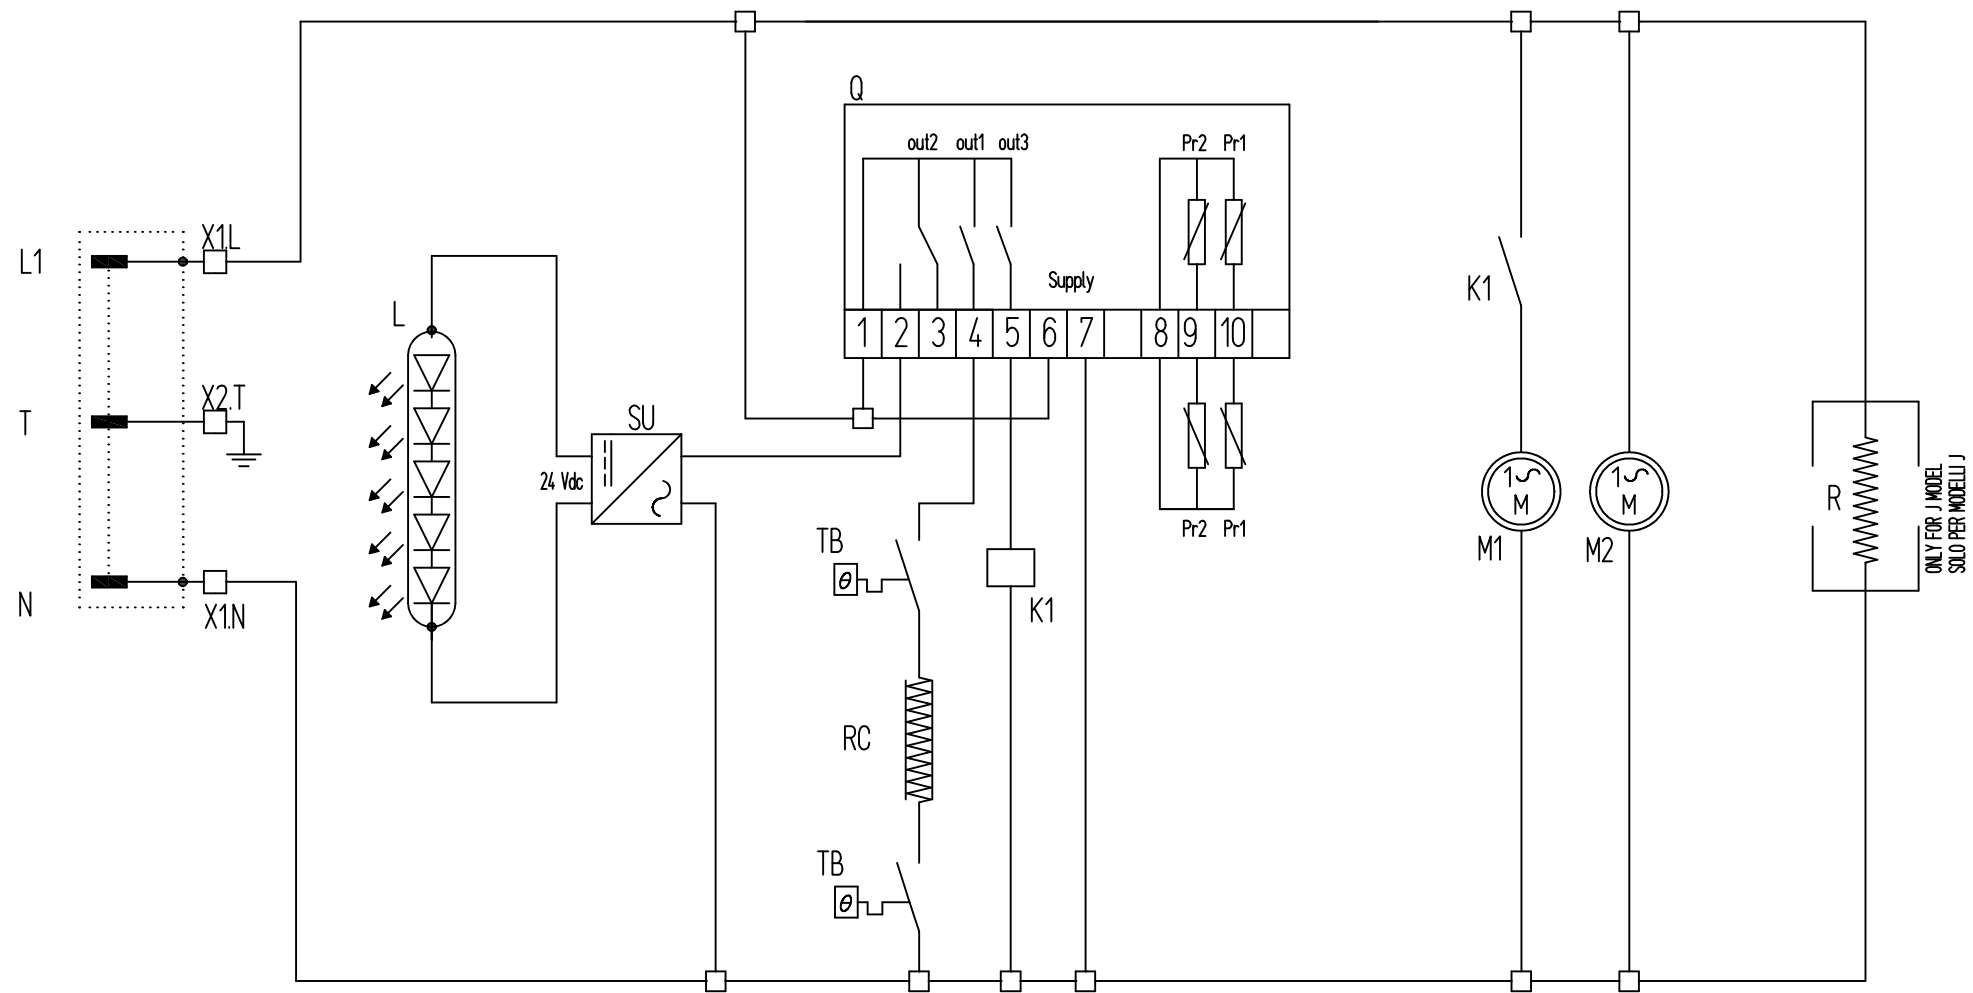 Q
out2 out1 out3
Pr2 Pr1
X1.L
L1
Supply
K1
L
1 2 3 4 5 6 7 8 9 10
X2.T
T
SU
24 Vdc
1
M
1
M
R
ONLY FOR J MODEL
SOLO PER MODELLI J
Pr2 Pr1
TB
θ
M1
M2
N
X1.N
K1
RC
TB
θ